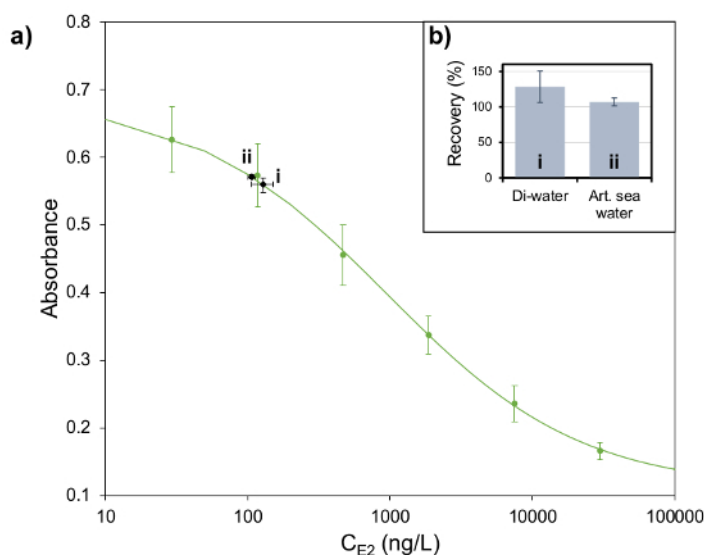 a)
0.8
0.7
0.6
0.5
0.4
0.3
0.2
0.1
Absorbance
10
100
1000
10000
100000
C_E2 (ng/L)
ii
i
b)
150
100
50
0
Recovery (%)
i
ii
Di-water
Art. sea
water